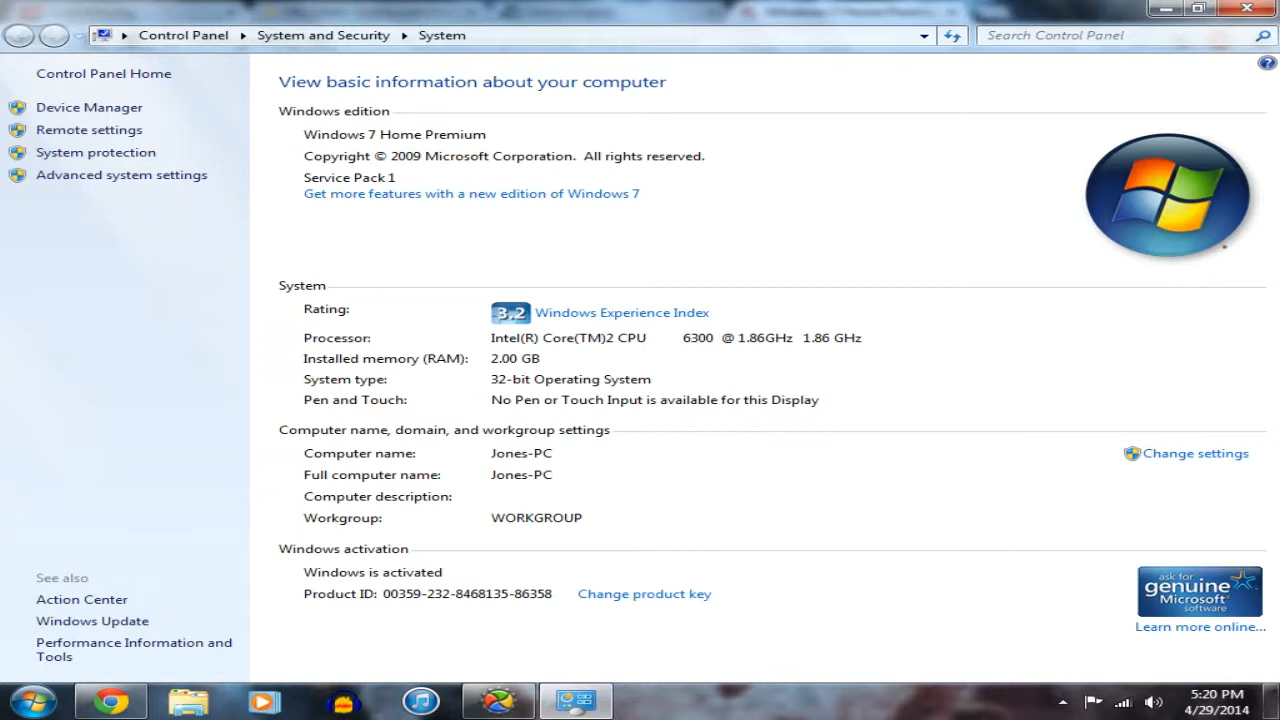 Control Panel System and Security System
Search Control Panel
Control Panel Home
Device Manager
Remote settings
System protection
Advanced system settings
See also
Action Center
Windows Update
Performance Information and
Tools
View basic information about your computer
Windows edition
Windows 7 Home Premium
Copyright © 2009 Microsoft Corporation. All rights reserved.
Service Pack 1
Get more features with a new edition of Windows 7
System
Rating: 3.2 Windows Experience Index
Processor: Intel(R) Core(TM)2 CPU 6300 @ 1.86GHz 1.86 GHz
Installed memory (RAM): 2.00 GB
System type: 32-bit Operating System
Pen and Touch: No Pen or Touch Input is available for this Display
Computer name, domain, and workgroup settings
Computer name: Jones-PC
Change settings
Full computer name: Jones-PC
Computer description:
Workgroup: WORKGROUP
Windows activation
Windows is activated
Product ID: 00359-232-8468135-86358 Change product key
ask for
genuine
Microsoft
software
Learn more online...
5:20 PM
4/29/2014